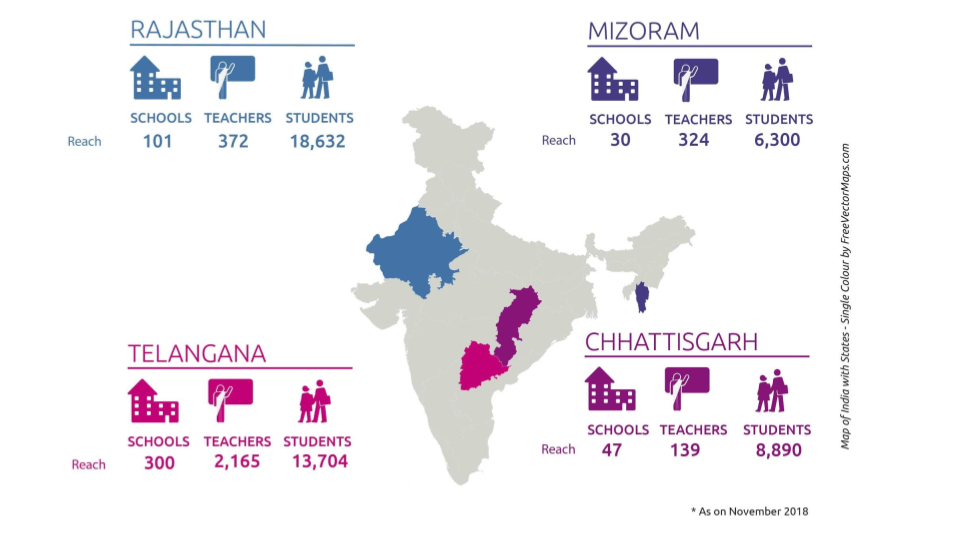 RAJASTHAN
SCHOOLS TEACHERS STUDENTS
Reach 101 372 18,632
MIZORAM
SCHOOLS TEACHERS STUDENTS
Reach 30 324 6,300
TELANGANA
SCHOOLS TEACHERS STUDENTS
Reach 300 2,165 13,704
CHHATTISGARH
SCHOOLS TEACHERS STUDENTS
Reach 47 139 8,890
Map of India with States - Single Colour by FreeVectorMaps.com
* As on November 2018